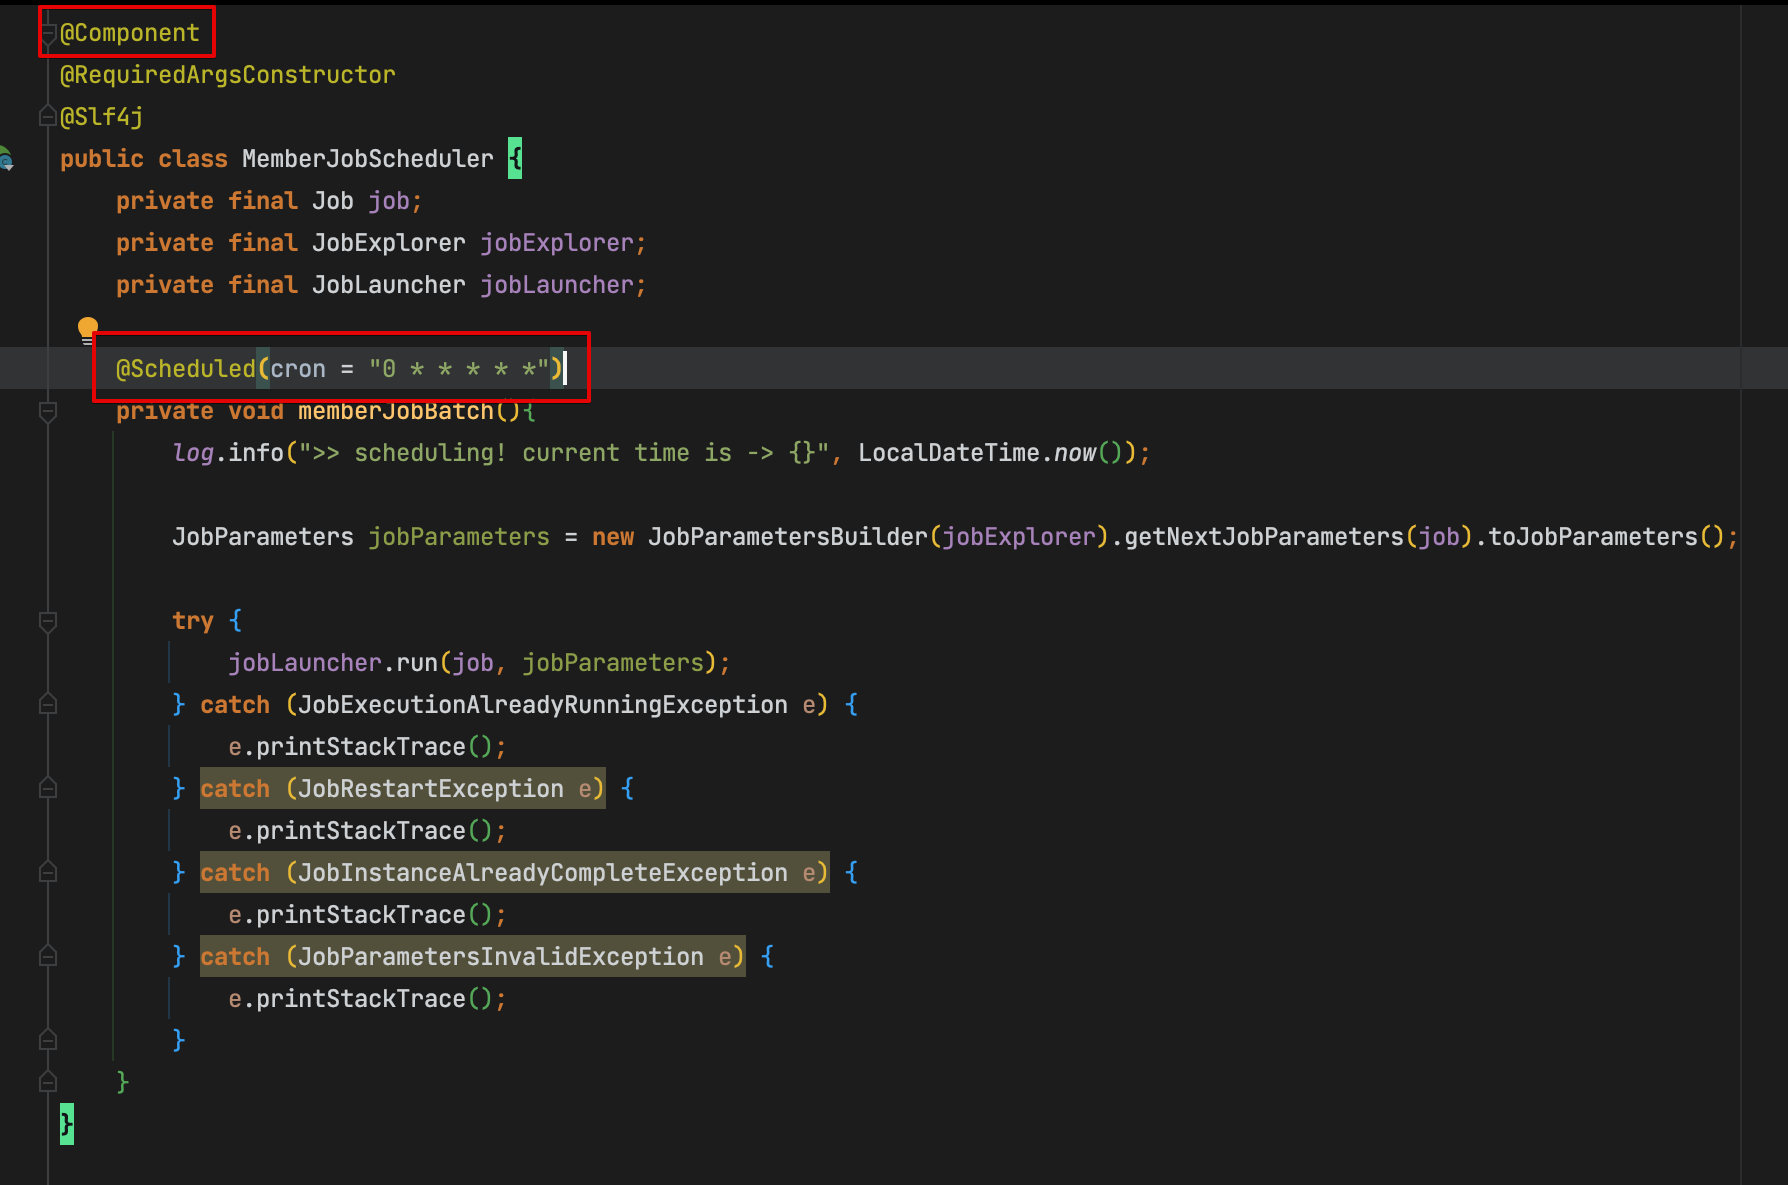 @Component
@RequiredArgsConstructor
@Slf4j
public class MemberJobScheduler {
    private final Job job;
    private final JobExplorer jobExplorer;
    private final JobLauncher jobLauncher;

    @Scheduled(cron = "0 * * * * *")
    private void memberJobBatch(){
        log.info(">> scheduling! current time is -> {}", LocalDateTime.now());

        JobParameters jobParameters = new JobParametersBuilder(jobExplorer).getNextJobParameters(job).toJobParameters();

        try {
            jobLauncher.run(job, jobParameters);
        } catch (JobExecutionAlreadyRunningException e) {
            e.printStackTrace();
        } catch (JobRestartException e) {
            e.printStackTrace();
        } catch (JobInstanceAlreadyCompleteException e) {
            e.printStackTrace();
        } catch (JobParametersInvalidException e) {
            e.printStackTrace();
        }
    }
}